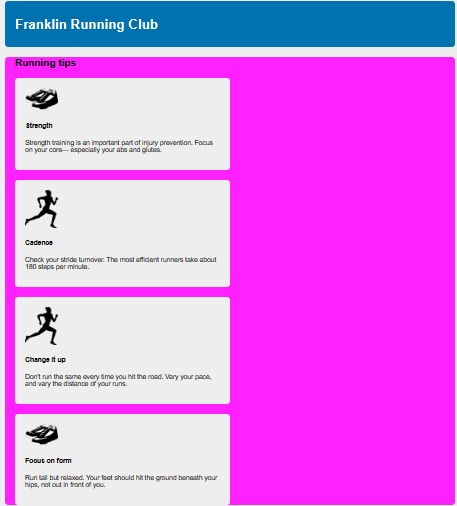 Franklin Running Club
Running tips
Strength
Strength training is an important part of injury prevention. Focus
on your core— especially your abs and glutes.
Cadence
Check your stride turnover. The most efficient runners take about
180 steps per minute.
Change it up
Don't run the same every time you hit the road. Vary your pace,
and vary the distance of your runs.
Focus on form
Run tall but relaxed. Your feet should hit the ground beneath your
hips, not out in front of you.